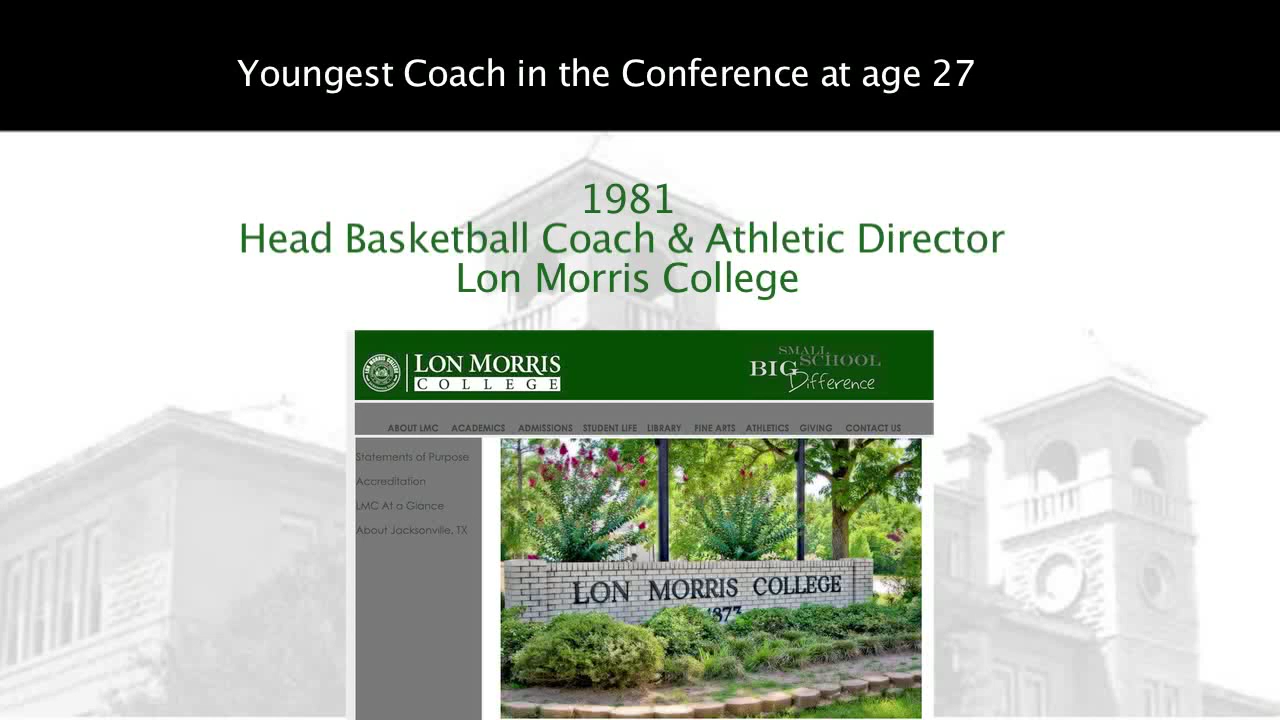 Youngest Coach in the Conference at age 27
1981
Head Basketball Coach & Athletic Director
Lon Morris College
LON MORRIS
COLLEGE
SMALL
SCHOOL
BIG
Difference
ABOUT LMC ACADEMICS ADMISSIONS STUDENT LIFE LIBRARY FINE ARTS ATHLETICS GIVING CONTACT US
Statements of Purpose
Accreditation
LMC At a Glance
About Jacksonville, TX
LON MORRIS COLLEGE
1873